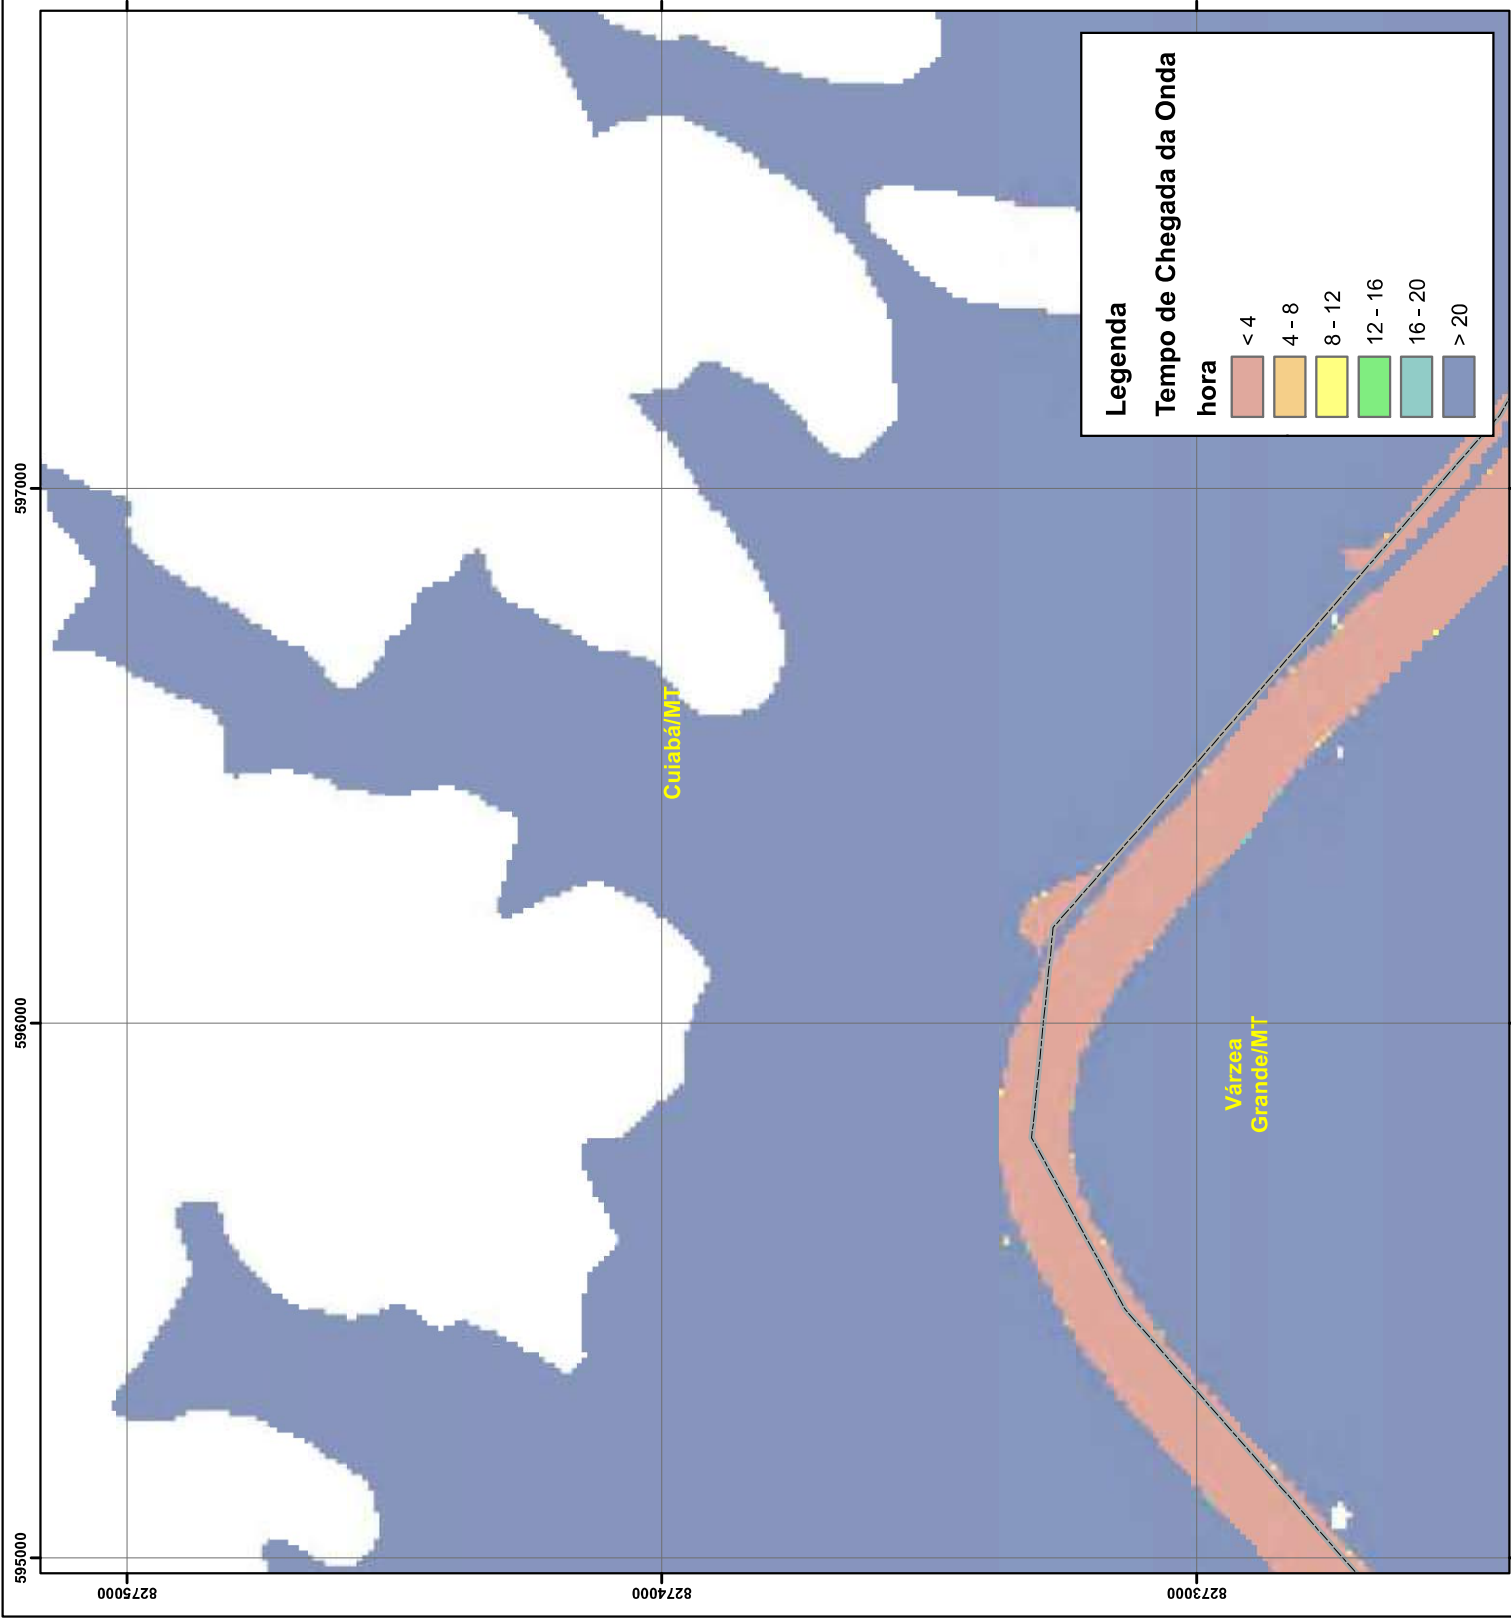 595000
596000
597000
8275000
8274000
8273000
Cuiabá/MT
Várzea
Grande/MT
Legenda
Tempo de Chegada da Onda
hora
< 4
4 - 8
8 - 12
12 - 16
16 - 20
> 20